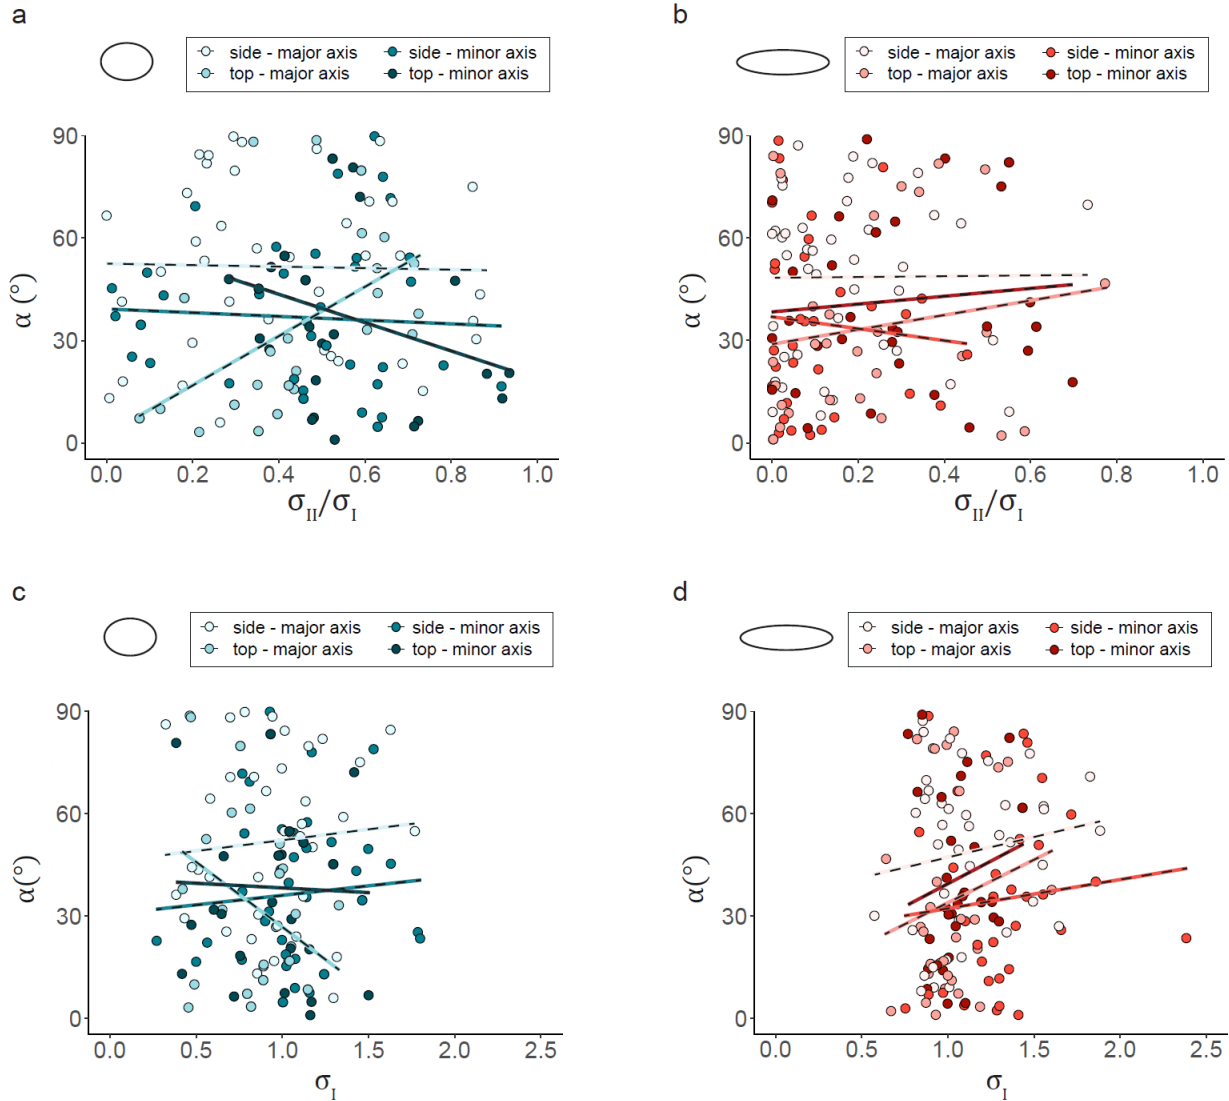 a
side - major axis
side - minor axis
top - major axis
top - minor axis
90
60
30
0
α (°)
0.0 0.2 0.4 0.6 0.8 1.0
σII/σI
b
side - major axis
side - minor axis
top - major axis
top - minor axis
90
60
30
0
α (°)
0.0 0.2 0.4 0.6 0.8 1.0
σII/σI
c
side - major axis
side - minor axis
top - major axis
top - minor axis
90
60
30
0
α(°)
0.0 0.5 1.0 1.5 2.0 2.5
σI
d
side - major axis
side - minor axis
top - major axis
top - minor axis
90
60
30
0
α(°)
0.0 0.5 1.0 1.5 2.0 2.5
σI